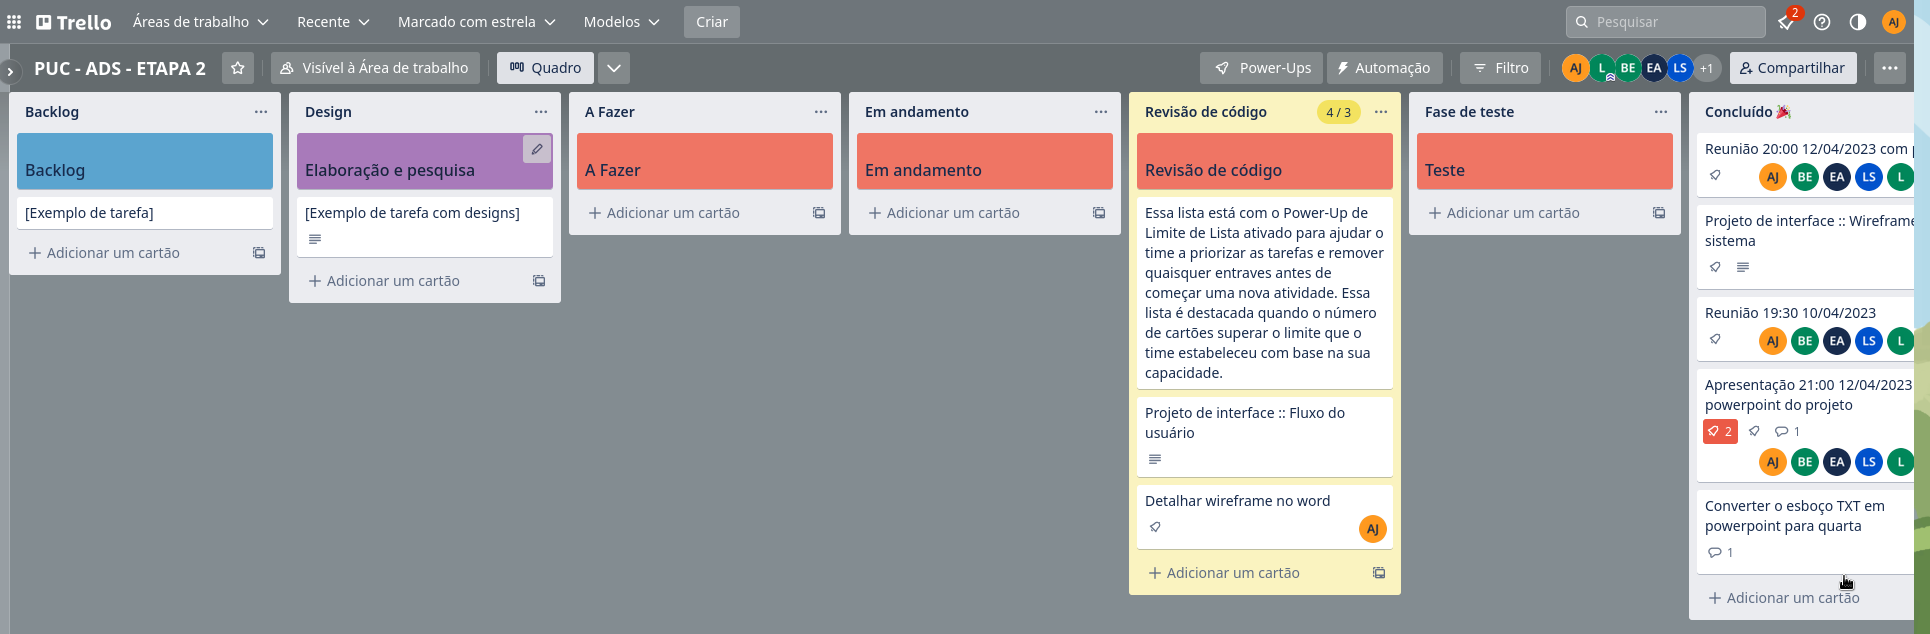 Trello Áreas de trabalho Recente Marcado com estrela Modelos Criar Pesquisar 2 AJ
PUC - ADS - ETAPA 2 Visível à Área de trabalho Quadro Power-Ups Automação Filtro AJ L BE EA LS +1 Compartilhar
Backlog
Backlog
[Exemplo de tarefa]
+ Adicionar um cartão
Design
Elaboração e pesquisa
[Exemplo de tarefa com designs]
+ Adicionar um cartão
A Fazer
A Fazer
+ Adicionar um cartão
Em andamento
Em andamento
+ Adicionar um cartão
Revisão de código 4 / 3
Revisão de código
Essa lista está com o Power-Up de
Limite de Lista ativado para ajudar o
time a priorizar as tarefas e remover
quaisquer entraves antes de
começar uma nova atividade. Essa
lista é destacada quando o número
de cartões superar o limite que o
time estabeleceu com base na sua
capacidade.
Projeto de interface :: Fluxo do
usuário
Detalhar wireframe no word
AJ
+ Adicionar um cartão
Fase de teste
Teste
+ Adicionar um cartão
Concluído 🎉
Reunião 20:00 12/04/2023 com
AJ BE EA LS L
Projeto de interface :: Wireframe
sistema
Reunião 19:30 10/04/2023
AJ BE EA LS L
Apresentação 21:00 12/04/2023
powerpoint do projeto
2 1
AJ BE EA LS L
Converter o esboço TXT em
powerpoint para quarta
1
+ Adicionar um cartão